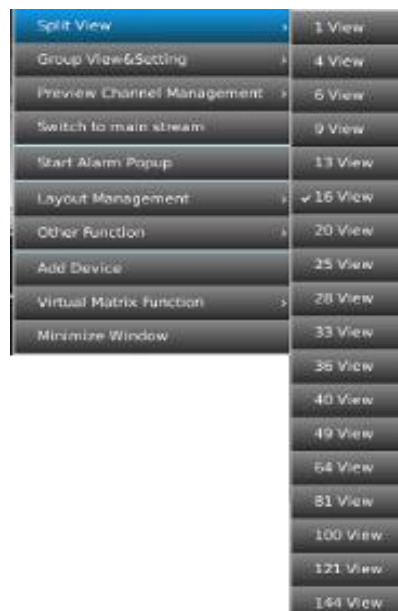 Split View
Group View&Setting
Preview Channel Management
Switch to main stream
Start Alarm Popup
Layout Management
Other Function
Add Device
Virtual Matrix Function
Minimize Window
1 View
4 View
6 View
9 View
13 View
16 View
20 View
25 View
28 View
33 View
36 View
40 View
49 View
64 View
81 View
100 View
121 View
144 View